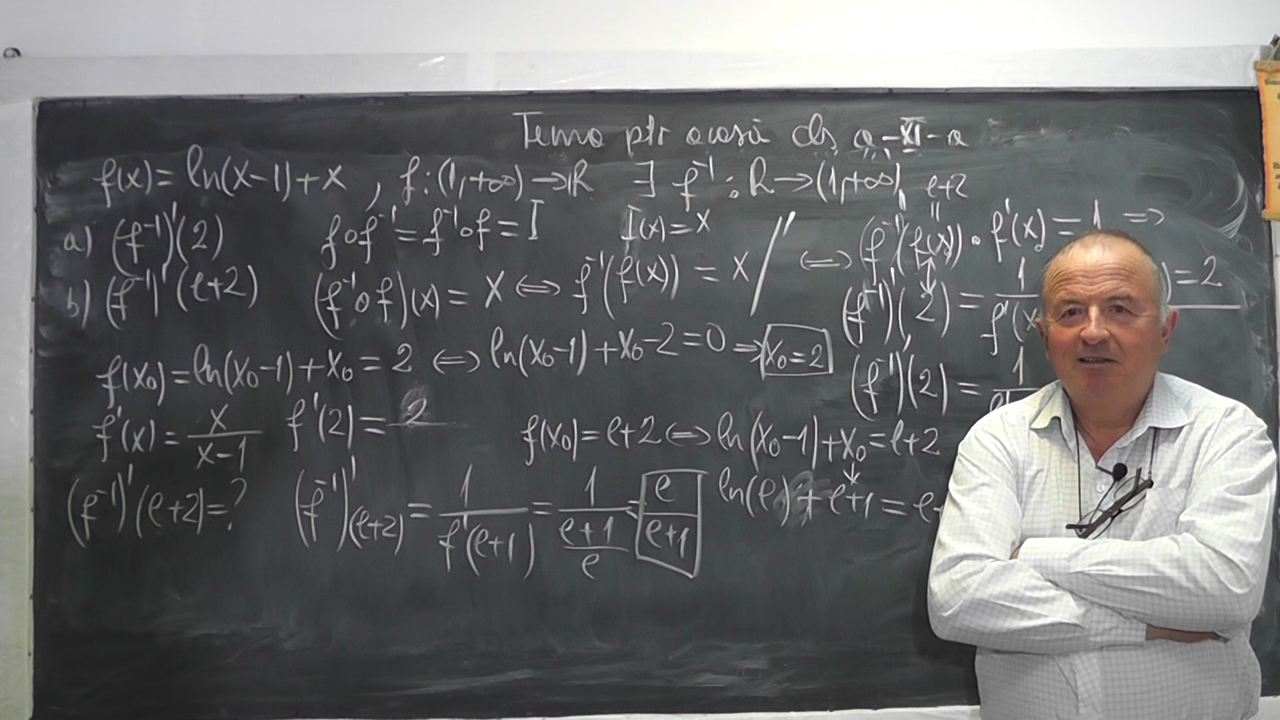 Temo ptr acasă cls a-XI-a
f(x)= ln(x-1)+x , f:(1,+∞)→R ∃ f⁻¹:R→(1,+∞)
a) (f⁻¹)'(2) f∘f⁻¹=f⁻¹∘f=I I(x)=x
b) (f⁻¹)'(e+2) (f⁻¹∘f)(x)= x ⇔ f⁻¹(f(x)) = x /' ⇔ (f⁻¹)'(f(x))·f'(x)=1 ⇒
e+2
(f⁻¹)'(2)= 1/f'(x )=2
f(x₀)=ln(x₀-1)+x₀ = 2 ⇔ ln(x₀-1)+x₀-2=0 ⇒ x₀=2
(f⁻¹)'(2) = 1/
f'(x)= x/(x-1) f'(2)= 2
f(x₀)=e+2 ⇔ ln(x₀-1)+x₀=e+2
(f⁻¹)'(e+2)=? (f⁻¹)'(e+2) = 1/f'(e+1) = 1/((e+1)/e) = e/(e+1)
ln(e)+e+1=e